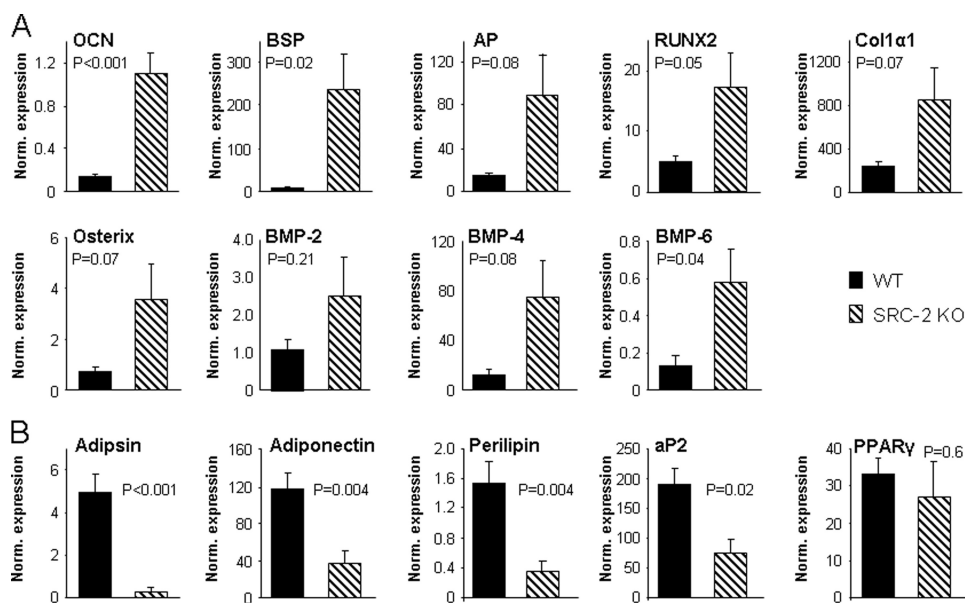 A
OCN
P<0.001
Norm. expression
1.2
0.8
0.4
0
BSP
P=0.02
Norm. expression
300
200
100
0
AP
P=0.08
Norm. expression
120
80
40
0
RUNX2
P=0.05
Norm. expression
20
10
0
Col1α1
P=0.07
Norm. expression
1200
800
400
0
Osterix
P=0.07
Norm. expression
6
4
2
0
BMP-2
P=0.21
Norm. expression
4.0
3.0
2.0
1.0
0
BMP-4
P=0.08
Norm. expression
120
80
40
0
BMP-6
P=0.04
Norm. expression
0.8
0.6
0.4
0.2
0
WT
SRC-2 KO
B
Adipsin
P<0.001
Norm. expression
6
4
2
0
Adiponectin
P=0.004
Norm. expression
160
120
80
40
0
Perilipin
P=0.004
Norm. expression
2.0
1.6
1.2
0.8
0.4
0
aP2
P=0.02
Norm. expression
250
200
150
100
50
0
PPARγ
P=0.6
Norm. expression
40
30
20
10
0